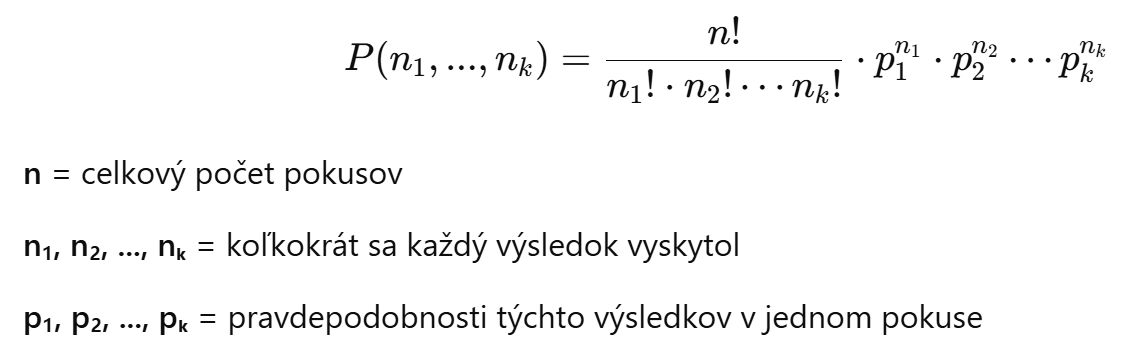 P(n₁, ..., nₖ) = n! / (n₁! · n₂! · · · nₖ!) · p₁^n₁ · p₂^n₂ · · · pₖ^nₖ
n = celkový počet pokusov
n₁, n₂, ..., nₖ = koľkokrát sa každý výsledok vyskytol
p₁, p₂, ..., pₖ = pravdepodobnosti týchto výsledkov v jednom pokuse